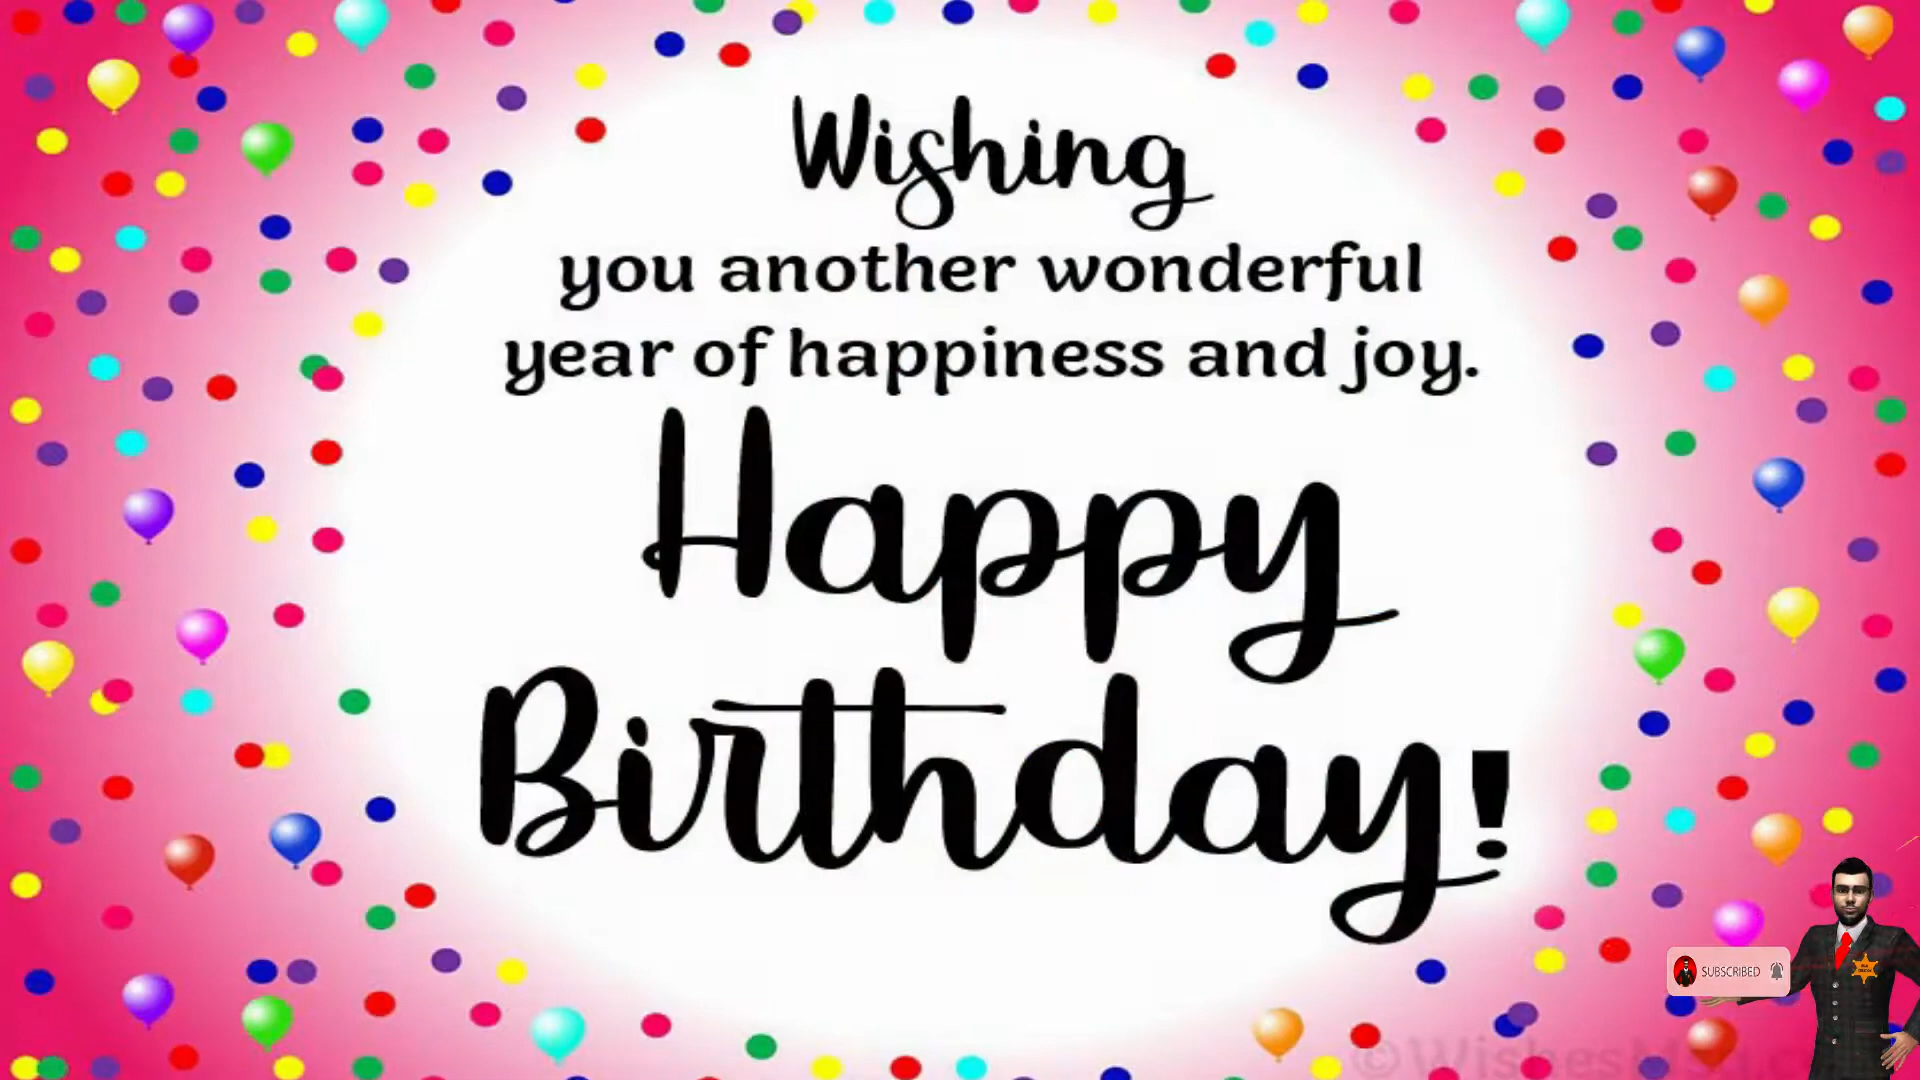 Wishing
you another wonderful
year of happiness and joy.
Happy
Birthday!
SUBSCRIBED